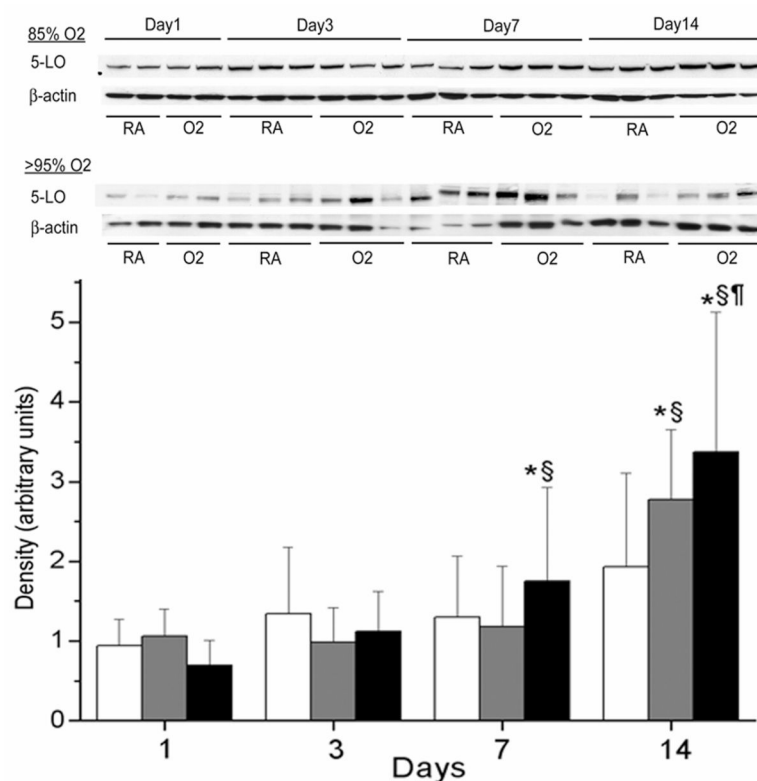 85% O2 Day1 Day3 Day7 Day14
5-LO
β-actin
RA O2 RA O2 RA O2 RA O2
>95% O2
5-LO
β-actin
RA O2 RA O2 RA O2 RA O2
*§¶
5
4
*§
3
*§
2
1
0
Density (arbitrary units)
1 3 7 14
Days